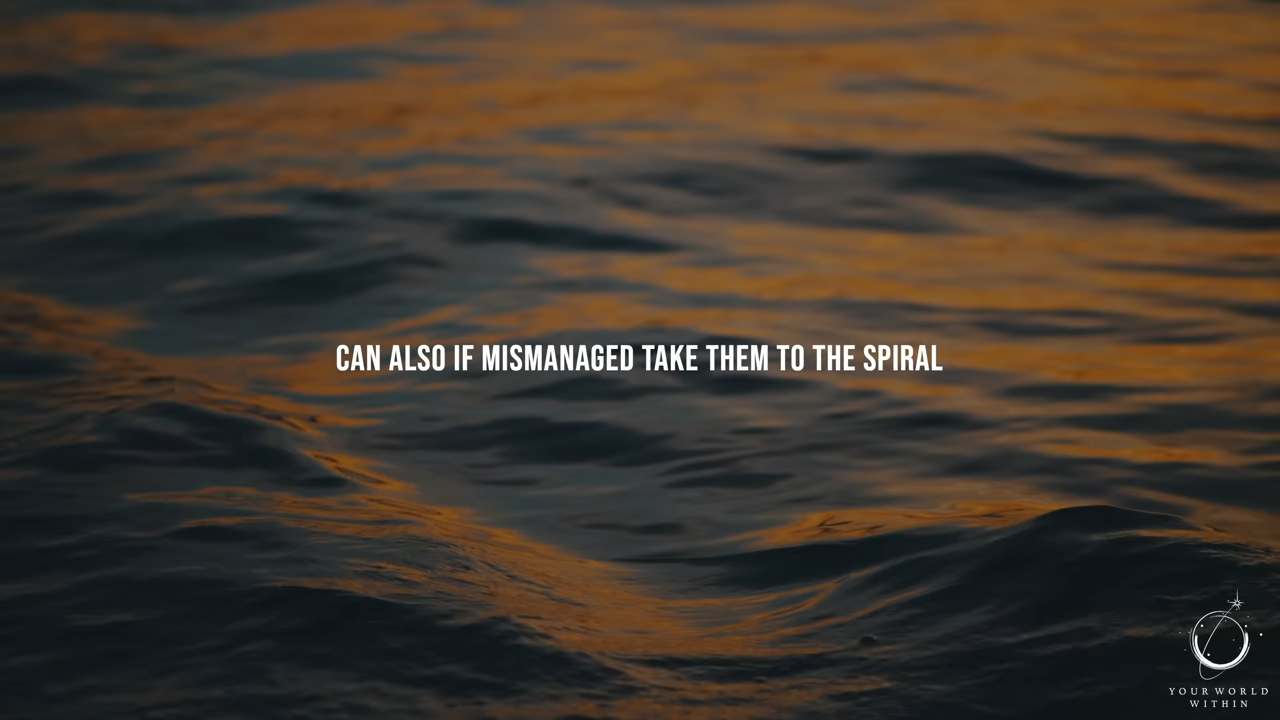 CAN ALSO IF MISMANAGED TAKE THEM TO THE SPIRAL
YOUR WORLD
WITHIN